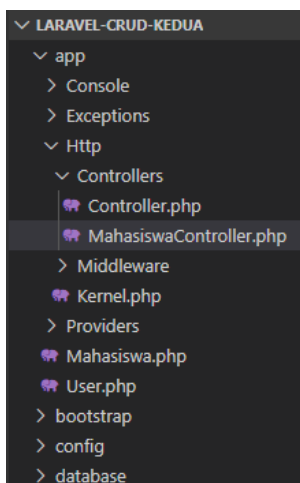 LARAVEL-CRUD-KEDUA
app
Console
Exceptions
Http
Controllers
Controller.php
MahasiswaController.php
Middleware
Kernel.php
Providers
Mahasiswa.php
User.php
bootstrap
config
database